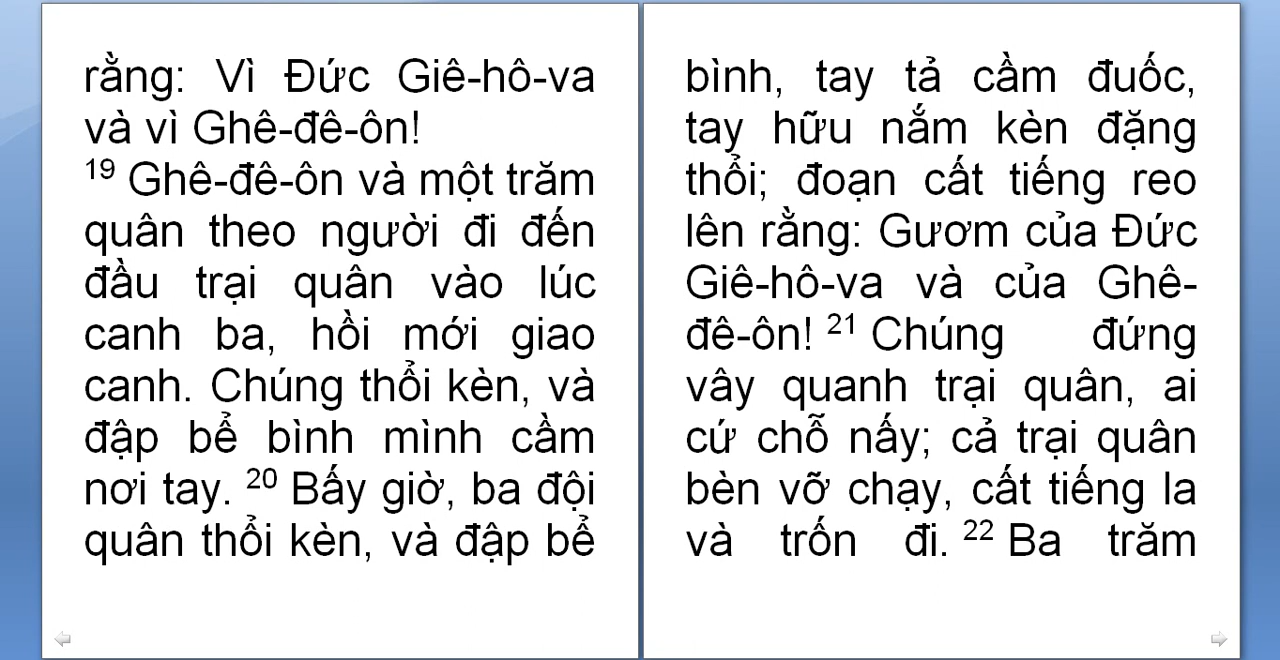 rằng: Vì Đức Giê-hô-va
và vì Ghê-đê-ôn!
19 Ghê-đê-ôn và một trăm
quân theo người đi đến
đầu trại quân vào lúc
canh ba, hồi mới giao
canh. Chúng thổi kèn, và
đập bể bình mình cầm
nơi tay. 20 Bấy giờ, ba đội
quân thổi kèn, và đập bể
bình, tay tả cầm đuốc,
tay hữu nắm kèn đặng
thổi; đoạn cất tiếng reo
lên rằng: Gươm của Đức
Giê-hô-va và của Ghê-
đê-ôn! 21 Chúng đứng
vây quanh trại quân, ai
cứ chỗ nấy; cả trại quân
bèn vỡ chạy, cất tiếng la
và trốn đi. 22 Ba trăm